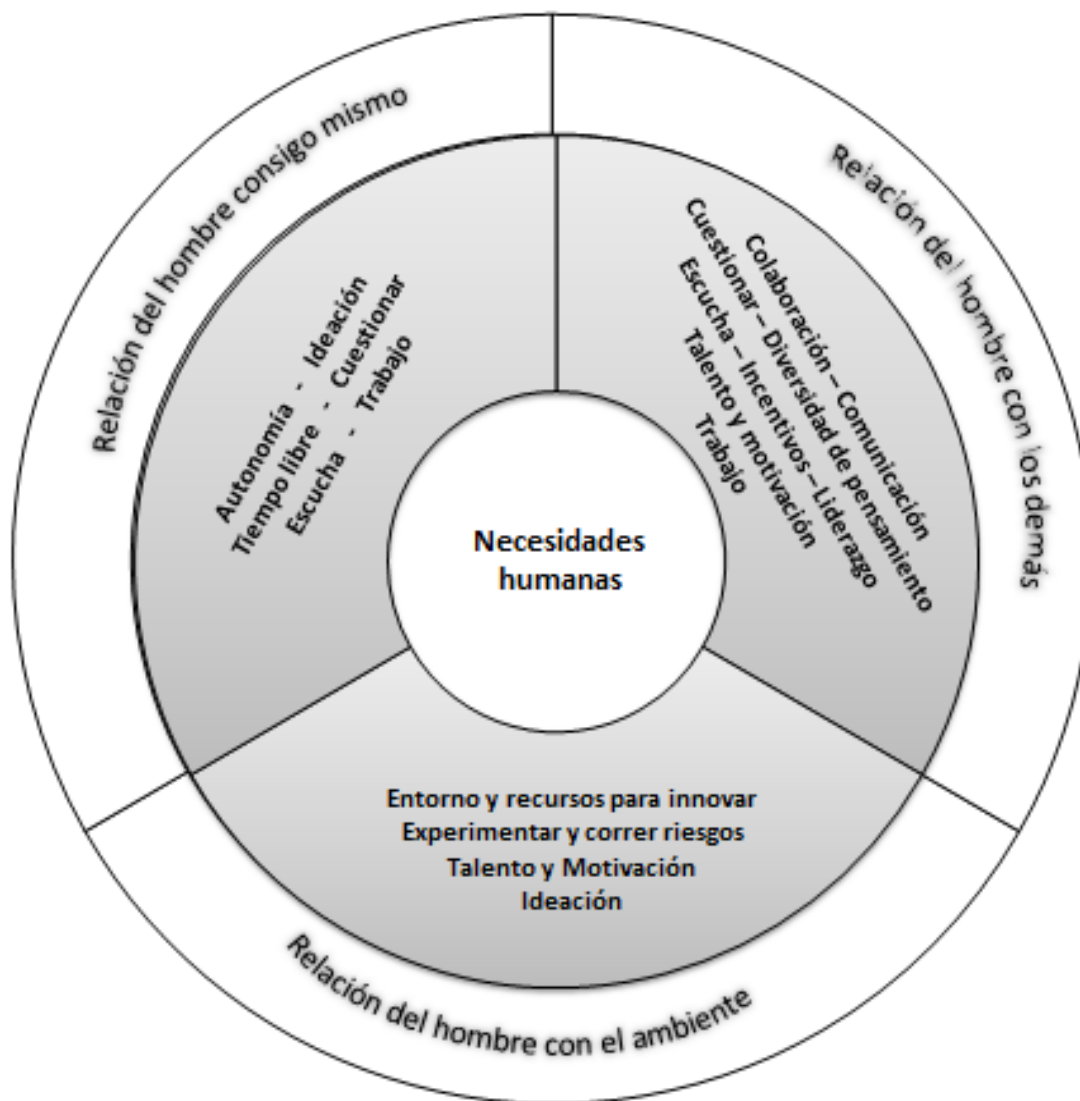 Relación del hombre consigo mismo
Relación del hombre con los demás
Autonomía - Ideación
Tiempo libre - Cuestionar
Escucha - Trabajo
Colaboración – Comunicación
Cuestionar – Diversidad de pensamiento
Escucha – Incentivos – Liderazgo
Talento y motivación
Trabajo
Necesidades
humanas
Entorno y recursos para innovar
Experimentar y correr riesgos
Talento y Motivación
Ideación
Relación del hombre con el ambiente